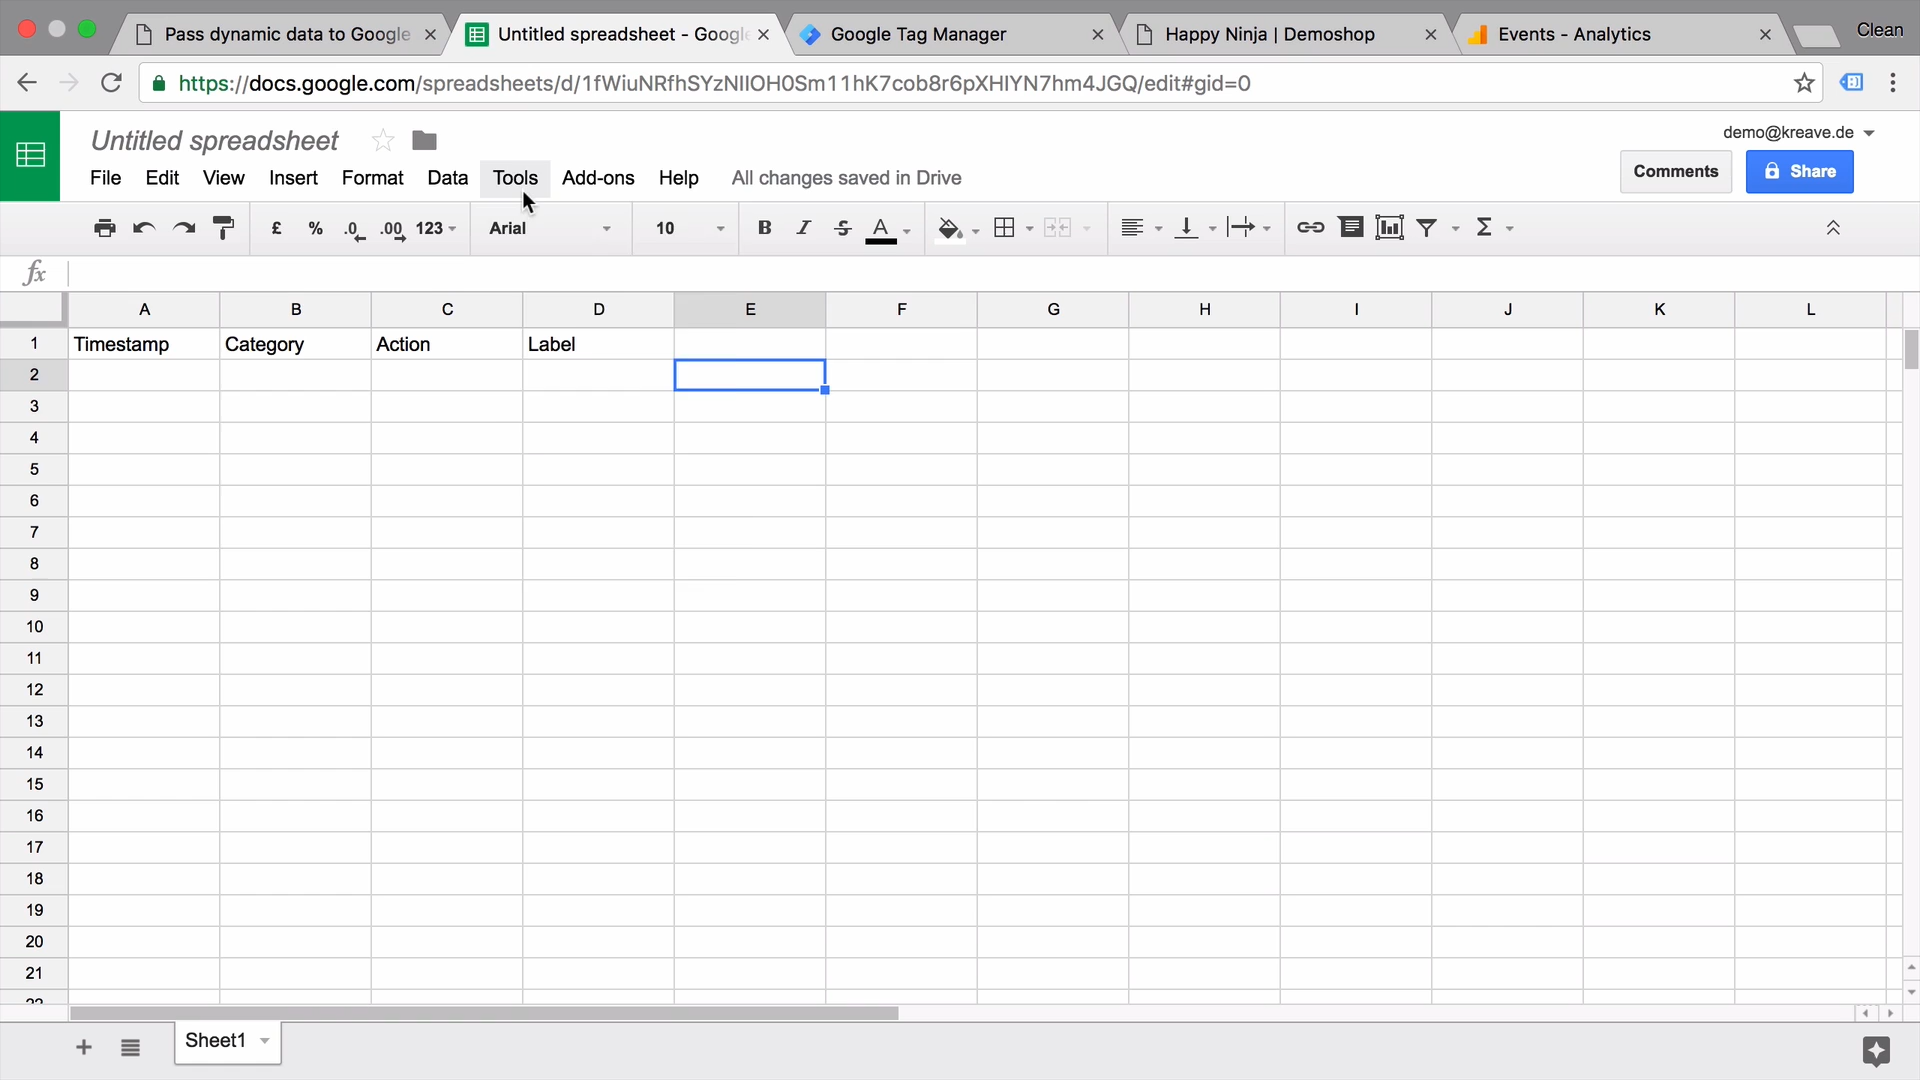 Pass dynamic data to Google
Untitled spreadsheet - Googl
Google Tag Manager
Happy Ninja | Demoshop
Events - Analytics
Clean
https://docs.google.com/spreadsheets/d/1fWiuNRfhSYzNIIOH0Sm11hK7cob8r6pXHIYN7hm4JGQ/edit#gid=0
Untitled spreadsheet
demo@kreave.de
File Edit View Insert Format Data Tools Add-ons Help All changes saved in Drive
Comments
Share
£ % .0 .00 123 Arial 10 B I S A Σ
fx
A B C D E F G H I J K L
1 Timestamp Category Action Label
2
3
4
5
6
7
8
9
10
11
12
13
14
15
16
17
18
19
20
21
22
Sheet1